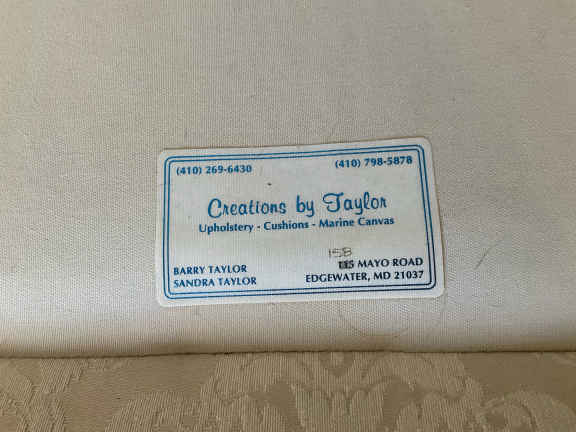 (410) 269-6430 (410) 798-5878
Creations by Taylor
Upholstery - Cushions - Marine Canvas
158
BARRY TAYLOR MAYO ROAD
SANDRA TAYLOR EDGEWATER, MD 21037